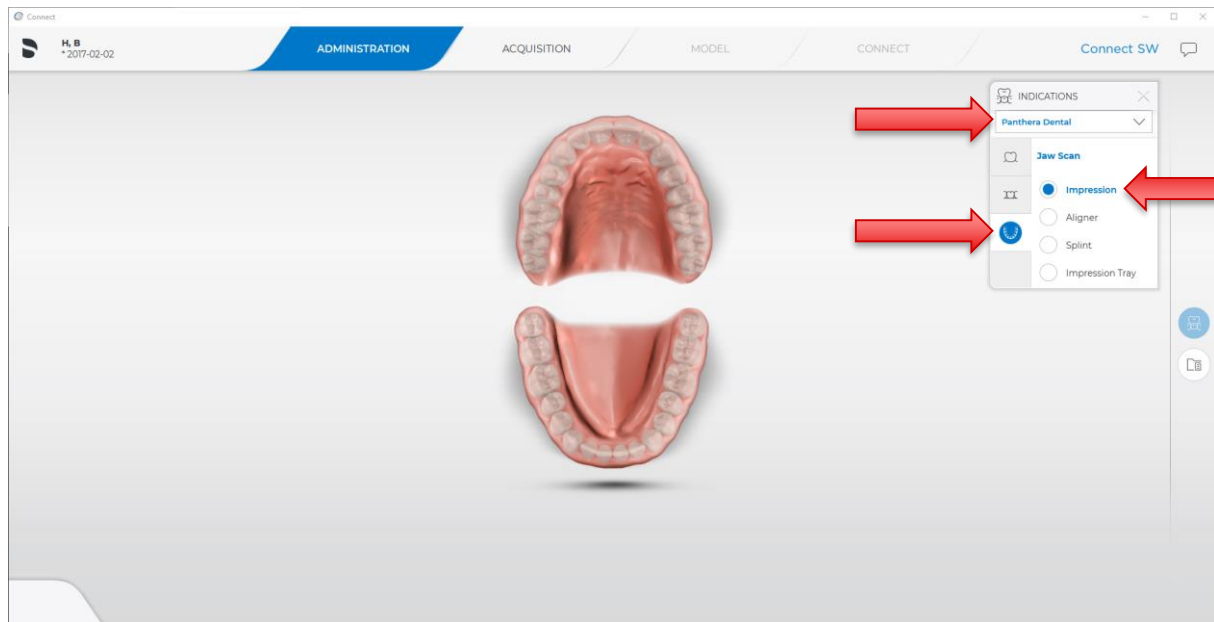 Connect
H, B
* 2017-02-02
ADMINISTRATION
ACQUISITION
MODEL
CONNECT
Connect SW
INDICATIONS
Panthera Dental
Jaw Scan
Impression
Aligner
Splint
Impression Tray